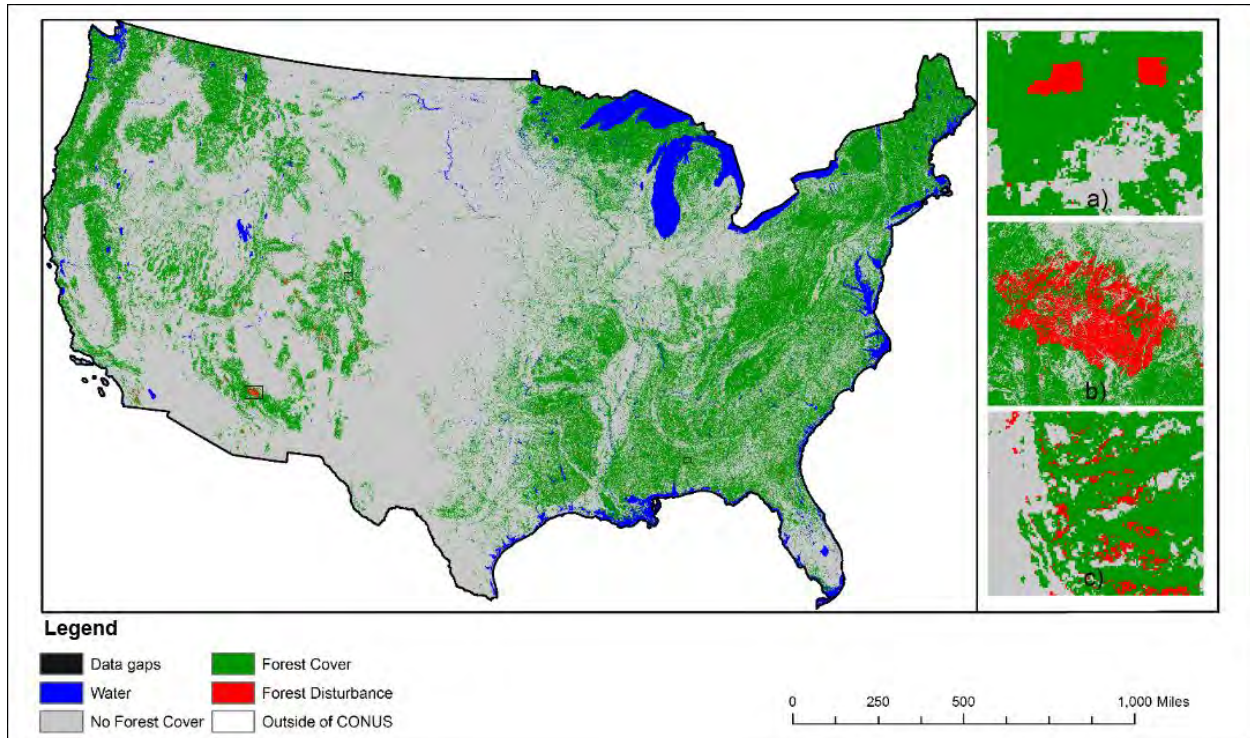 a)
b)
c)
Legend
Data gaps
Forest Cover
Water
Forest Disturbance
No Forest Cover
Outside of CONUS
0 250 500 1,000 Miles